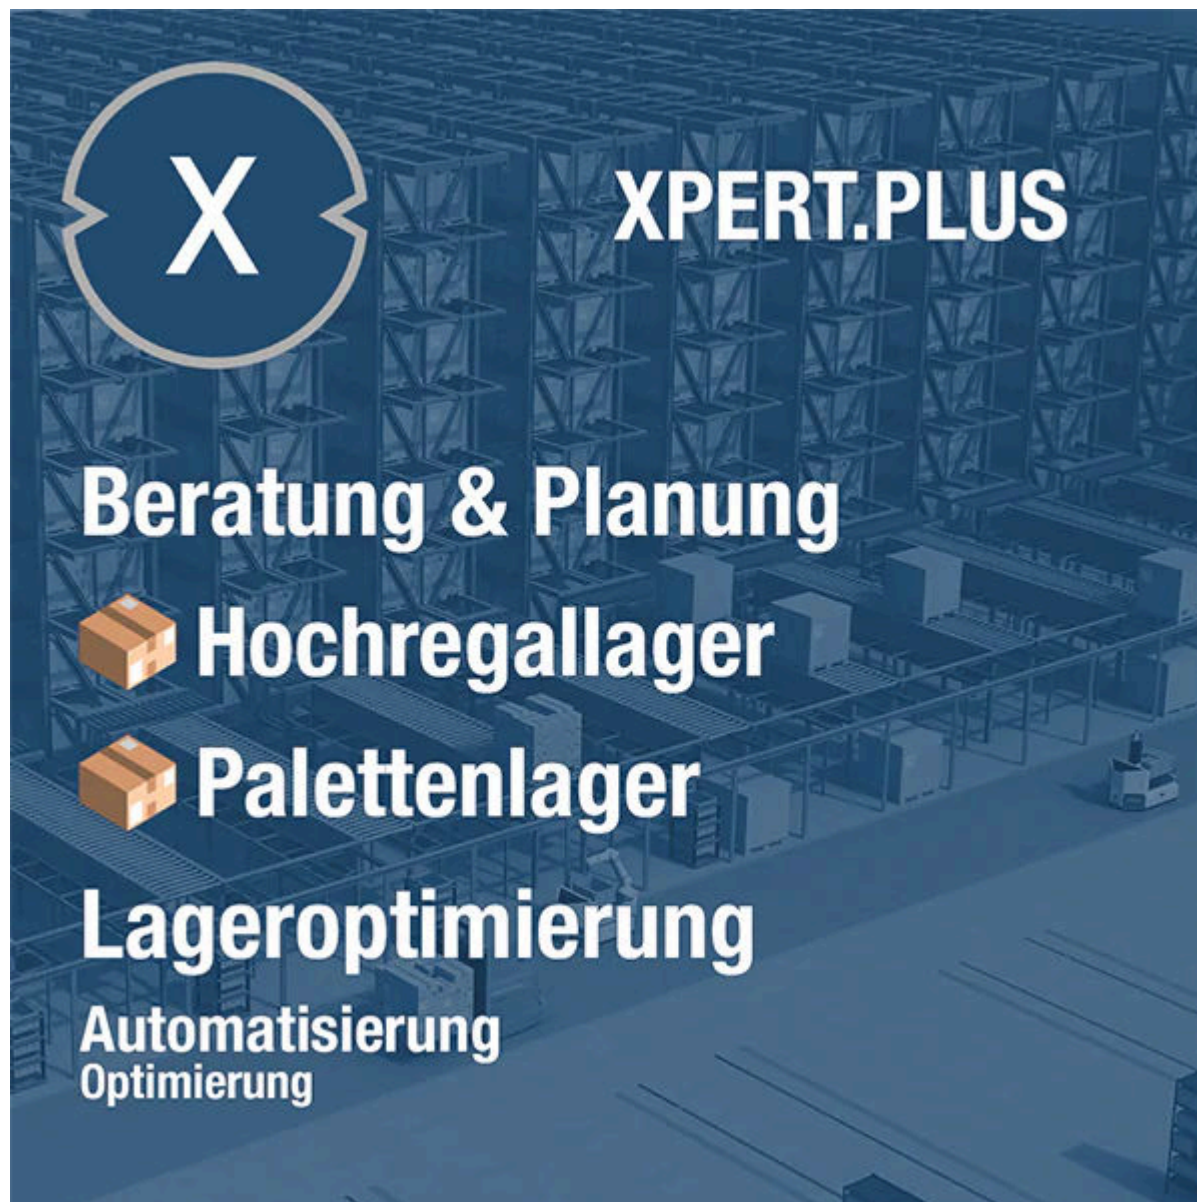 X
XPERT.PLUS
Beratung & Planung
📦 Hochregallager
📦 Palettenlager
Lageroptimierung
Automatisierung
Optimierung